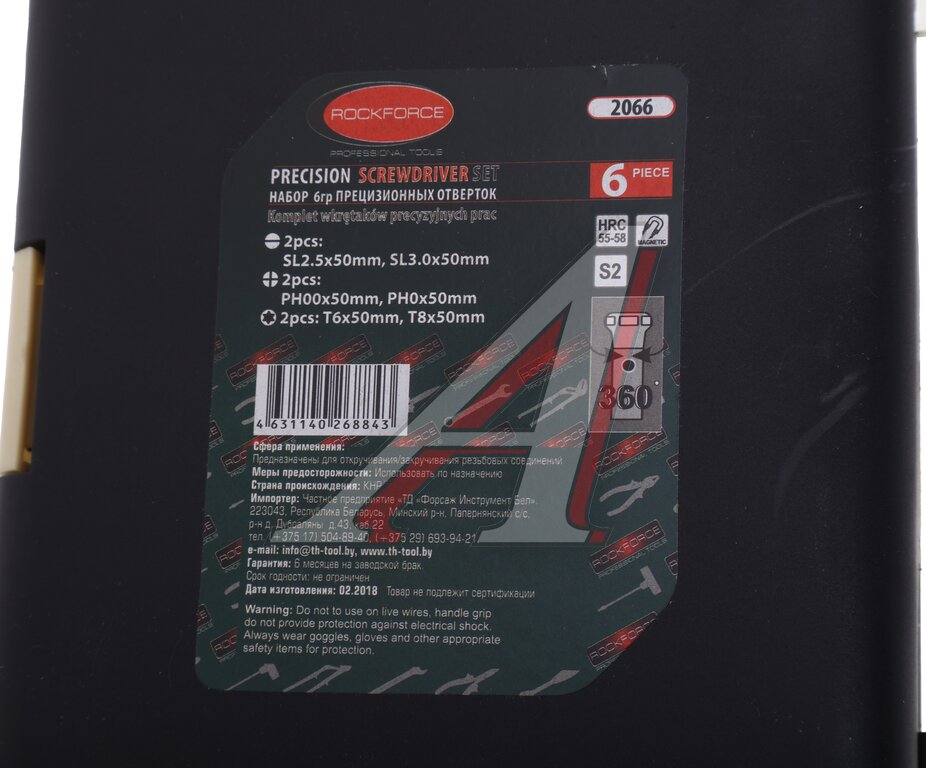 ROCKFORCE
PROFESSIONAL TOOLS
2066
PRECISION SCREWDRIVER SET
6 PIECE
НАБОР 6гр ПРЕЦИЗИОННЫХ ОТВЕРТОК
Komplet wkrętaków precyzyjnych prac
HRC
55-58
MAGNETIC
2pcs:
SL2.5x50mm, SL3.0x50mm
S2
2pcs:
PH00x50mm, PH0x50mm
2pcs: T6x50mm, T8x50mm
360°
4 631140 268843
Сфера применения:
Предназначены для откручивания/закручивания резьбовых соединений
Меры предосторожности: Использовать по назначению
Страна происхождения: КНР
Импортер: Частное предприятие «ТД «Форсаж Инструмент Бел».
223043, Республика Беларусь, Минский р-н, Папернянский с/с,
р-н д. Дубовляны д.43, каб 22
тел. (+375 17) 504-89-40, (+375 29) 693-94-21
e-mail: info@th-tool.by, www.th-tool.by
Гарантия: 6 месяцев на заводской брак.
Срок годности: не ограничен
Дата изготовления: 02.2018 Товар не подлежит сертификации
Warning: Do not to use on live wires, handle grip
do not provide protection against electrical shock.
Always wear goggles, gloves and other appropriate
safety items for protection.
ROCKFORCE
ROCKFORCE
ROCKFORCE